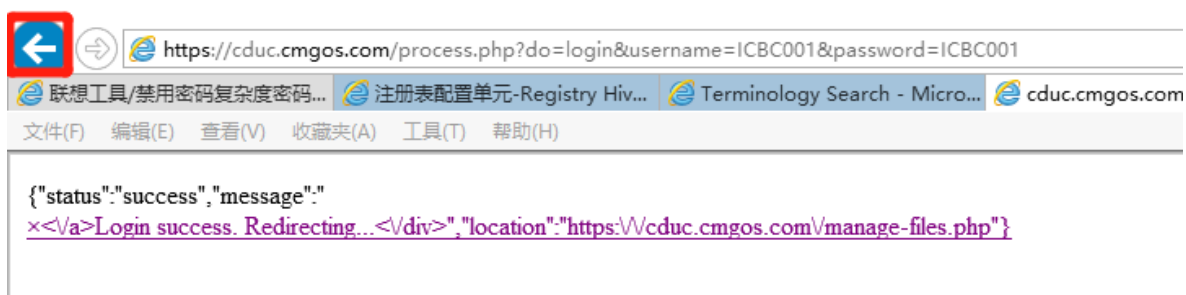 https://cduc.cmgos.com/process.php?do=login&username=ICBC001&password=ICBC001
联想工具/禁用密码复杂度密码... 注册表配置单元-Registry Hiv... Terminology Search - Micro... cduc.cmgos.com
文件(F) 编辑(E) 查看(V) 收藏夹(A) 工具(T) 帮助(H)
{"status":"success","message":"
×<\/a>Login success. Redirecting...<\/div>","location":"https:\/\/cduc.cmgos.com\/manage-files.php"}